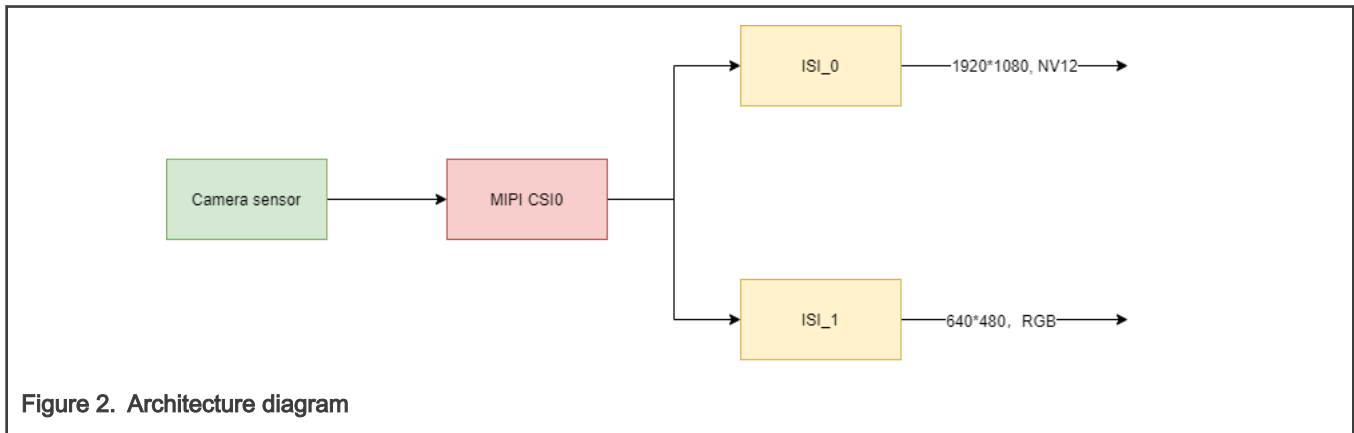 ISI_0
1920*1080, NV12
Camera sensor
MIPI CSI0
ISI_1
640*480, RGB
Figure 2. Architecture diagram